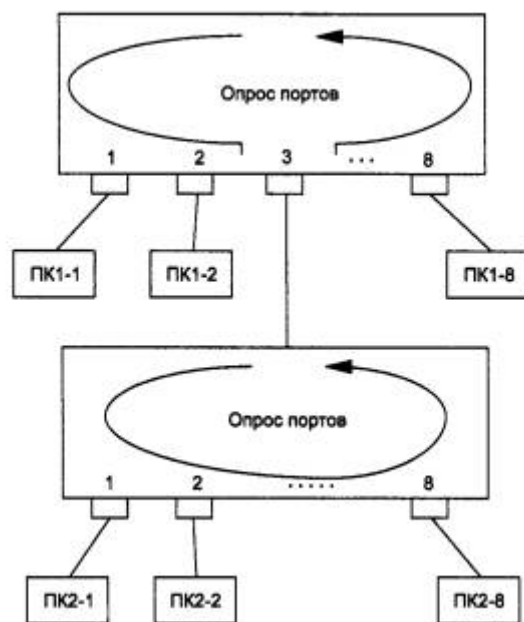 Опрос портов
1 2 3 ... 8
ПК1-1 ПК1-2 ПК1-8
Опрос портов
1 2 ..... 8
ПК2-1 ПК2-2 ПК2-8